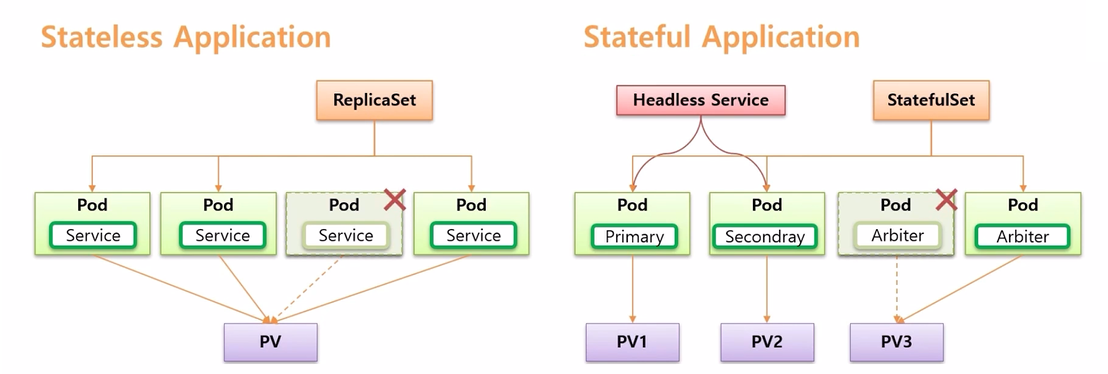 Stateless Application
ReplicaSet
Pod
Service
Pod
Service
Pod
Service
Pod
Service
PV
Stateful Application
Headless Service
StatefulSet
Pod
Primary
Pod
Secondray
Pod
Arbiter
Pod
Arbiter
PV1
PV2
PV3